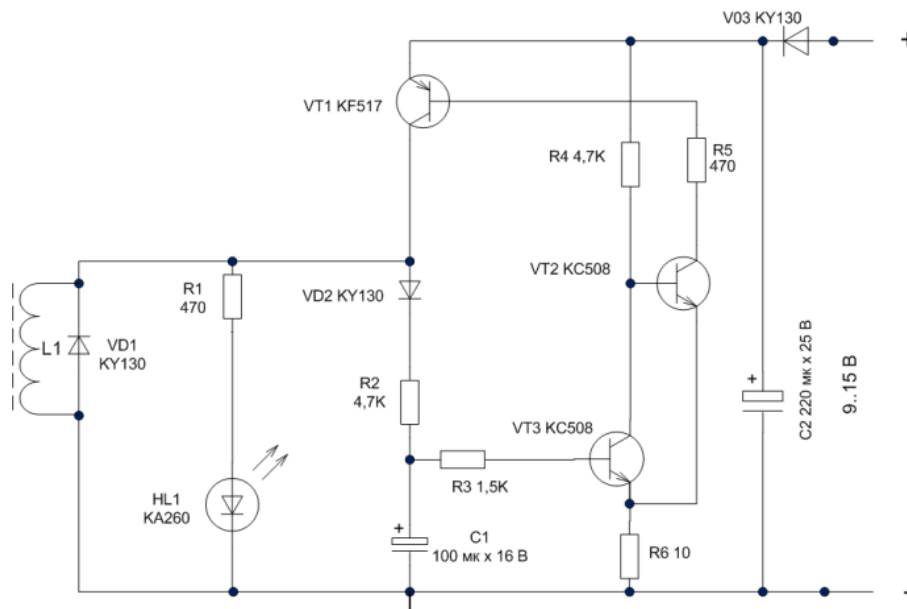 V03 KY130
+
VT1 KF517
R4 4,7K
R5
470
R1
470
VD2 KY130
VT2 KC508
L1
VD1
KY130
R2
4,7K
+
C2 220 мк x 25 В
9..15 В
VT3 KC508
R3 1,5K
HL1
KA260
+
C1
100 мк x 16 В
R6 10
-